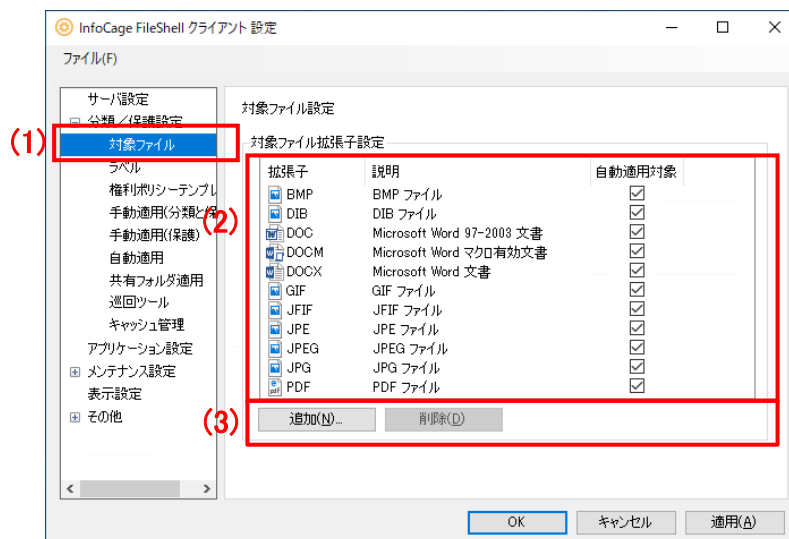 InfoCage FileShell クライアント 設定
ファイル(F)
サーバ設定
分類/保護設定
(1)
対象ファイル
ラベル
権利ポリシーテンプレ
手動適用(分類と保
手動適用(保護)
自動適用
共有フォルダ適用
巡回ツール
キャッシュ管理
アプリケーション設定
メンテナンス設定
表示設定
その他
対象ファイル設定
対象ファイル拡張子設定
(2)
拡張子 説明 自動適用対象
BMP BMP ファイル
DIB DIB ファイル
DOC Microsoft Word 97-2003 文書
DOCM Microsoft Word マクロ有効文書
DOCX Microsoft Word 文書
GIF GIF ファイル
JFIF JFIF ファイル
JPE JPE ファイル
JPEG JPEG ファイル
JPG JPG ファイル
PDF PDF ファイル
(3)
追加(N)... 削除(D)
OK キャンセル 適用(A)